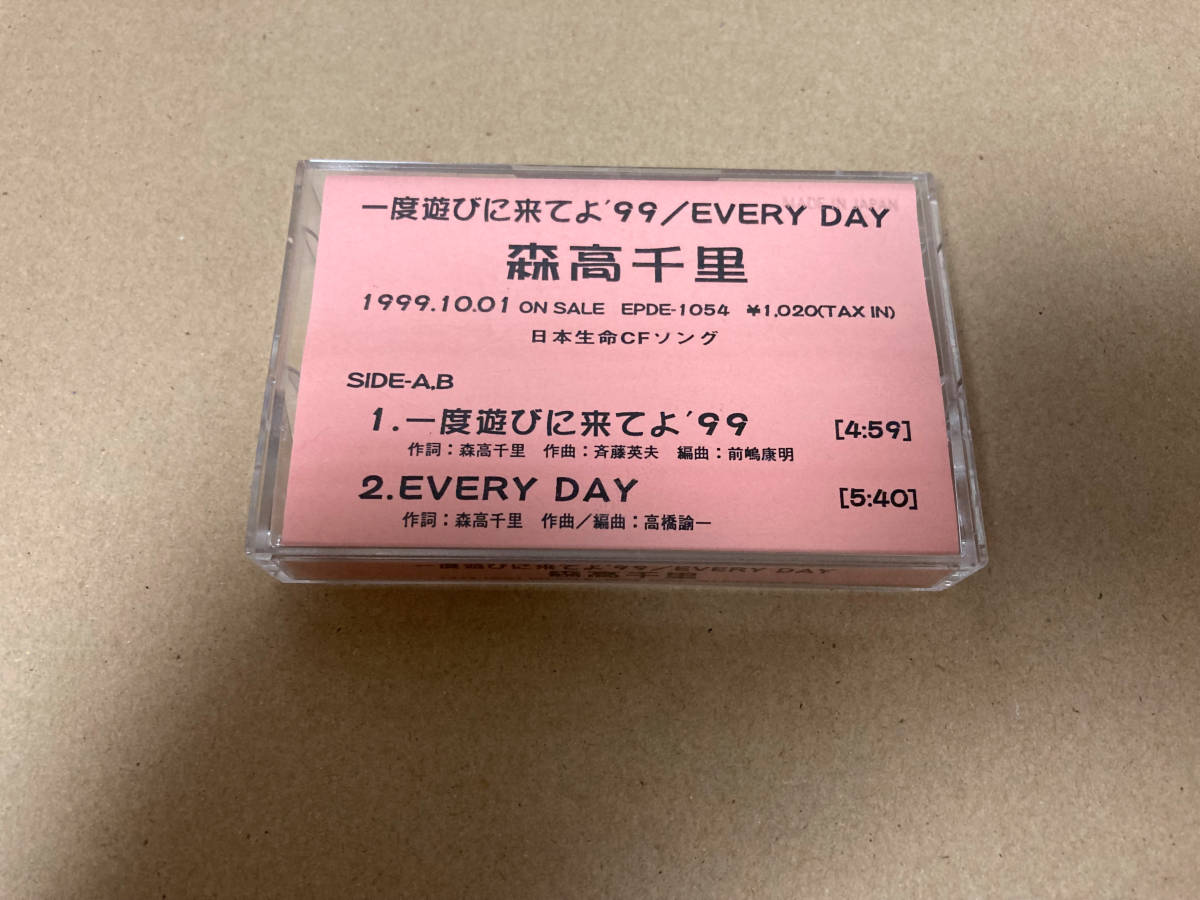 MADE IN JAPAN
一度遊びに来てよ'99／EVERY DAY
森高千里
1999.10.01 ON SALE EPDE-1054 ¥1,020(TAX IN)
日本生命CFソング
SIDE-A,B
1.一度遊びに来てよ'99 [4:59]
作詞：森高千里 作曲：斉藤英夫 編曲：前嶋康明
2.EVERY DAY [5:40]
作詞：森高千里 作曲／編曲：高橋諭一
一度遊びに来てよ'99／EVERY DAY
森高千里